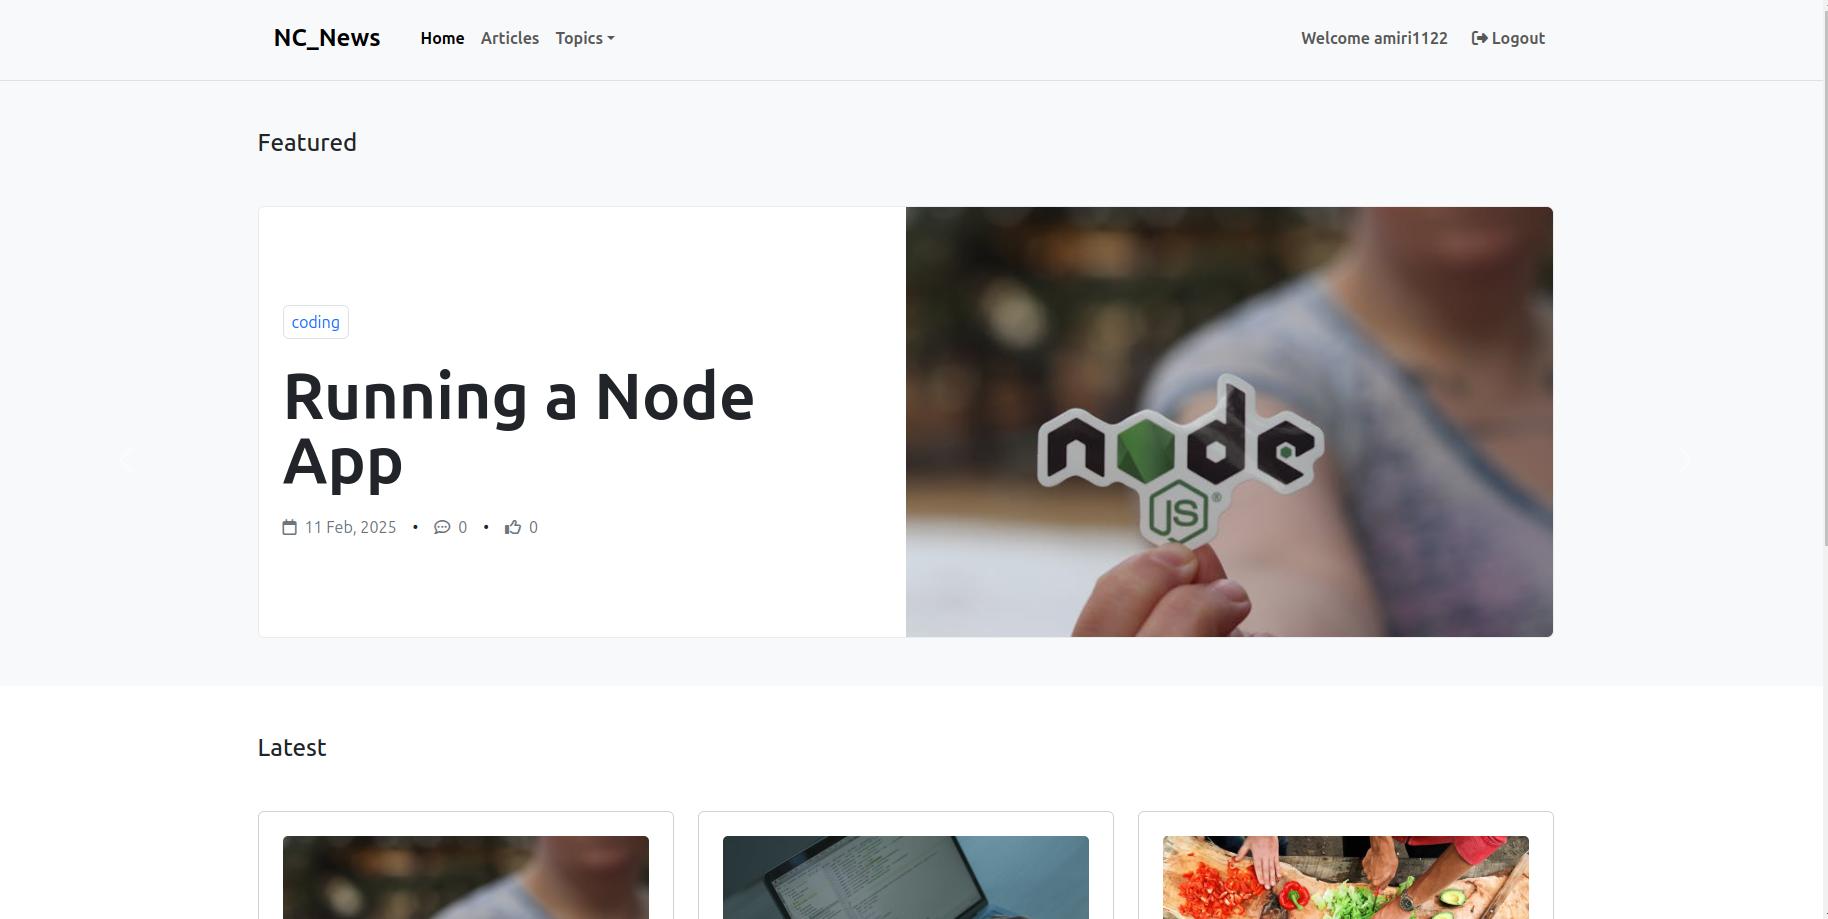 NC_News Home Articles Topics Welcome amiri1122 Logout
Featured
coding
Running a Node
App
11 Feb, 2025 • 0 • 0
node
JS
®
Latest